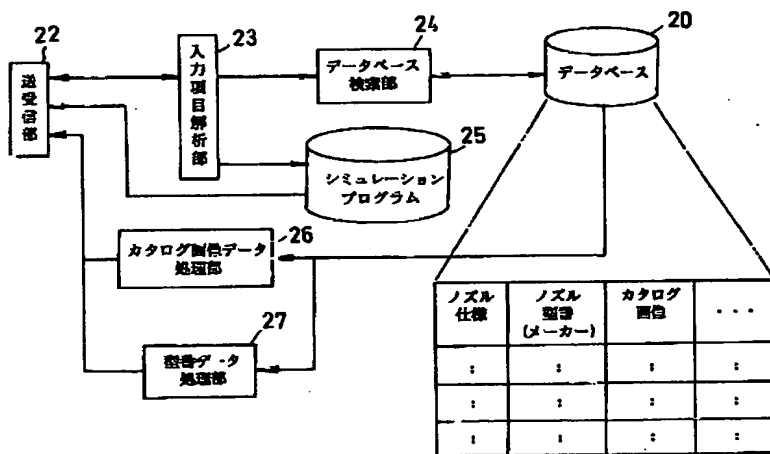 22
送受信部
23
入力項目解析部
24
データベース
検索部
20
データベース
25
シミュレーション
プログラム
26
カタログ画像データ
処理部
27
型番データ
処理部
ノズル
仕様
ノズル
型番
(メーカー)
カタログ
画像
・・・
:
:
:
:
:
:
:
:
:
:
:
: